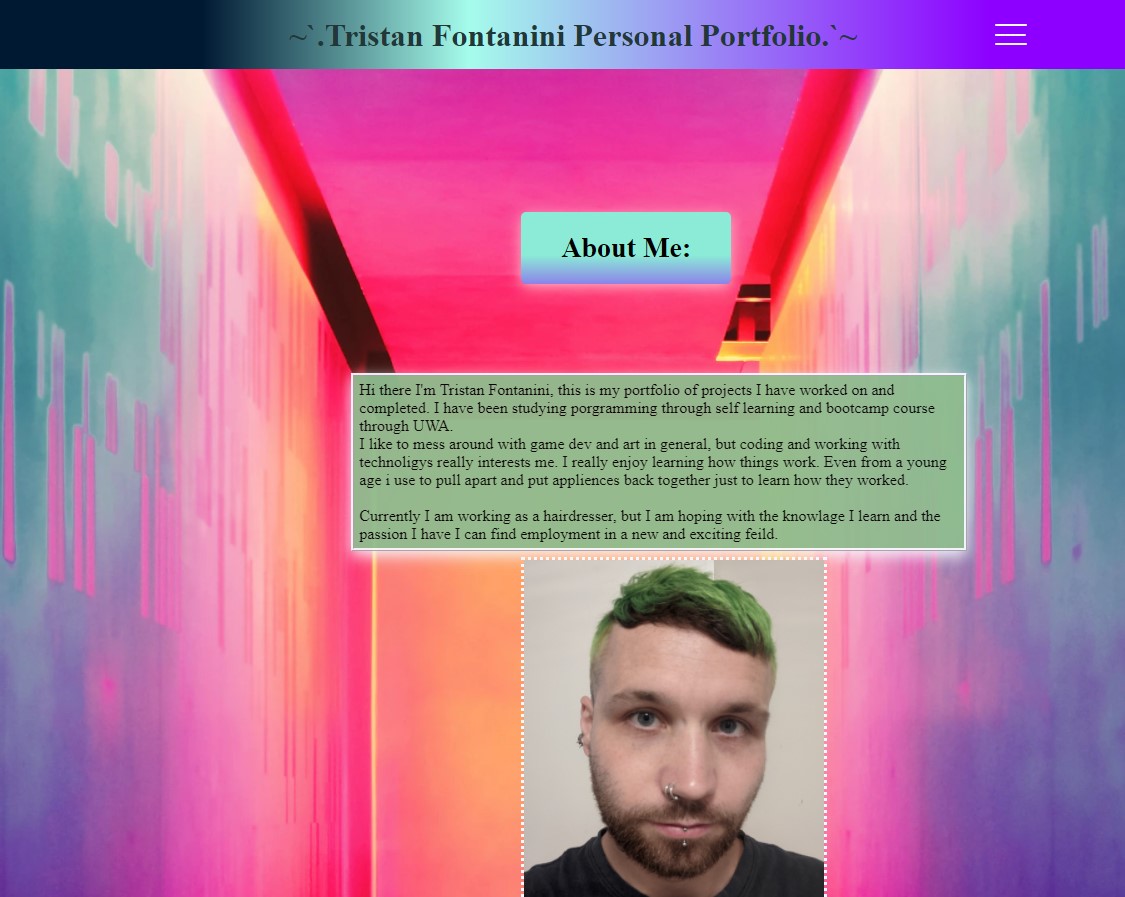 ~`.Tristan Fontanini Personal Portfolio.`~
About Me:
Hi there I'm Tristan Fontanini, this is my portfolio of projects I have worked on and
completed. I have been studying porgramming through self learning and bootcamp course
through UWA.
I like to mess around with game dev and art in general, but coding and working with
technoligys really interests me. I really enjoy learning how things work. Even from a young
age i use to pull apart and put appliences back together just to learn how they worked.
Currently I am working as a hairdresser, but I am hoping with the knowlage I learn and the
passion I have I can find employment in a new and exciting feild.